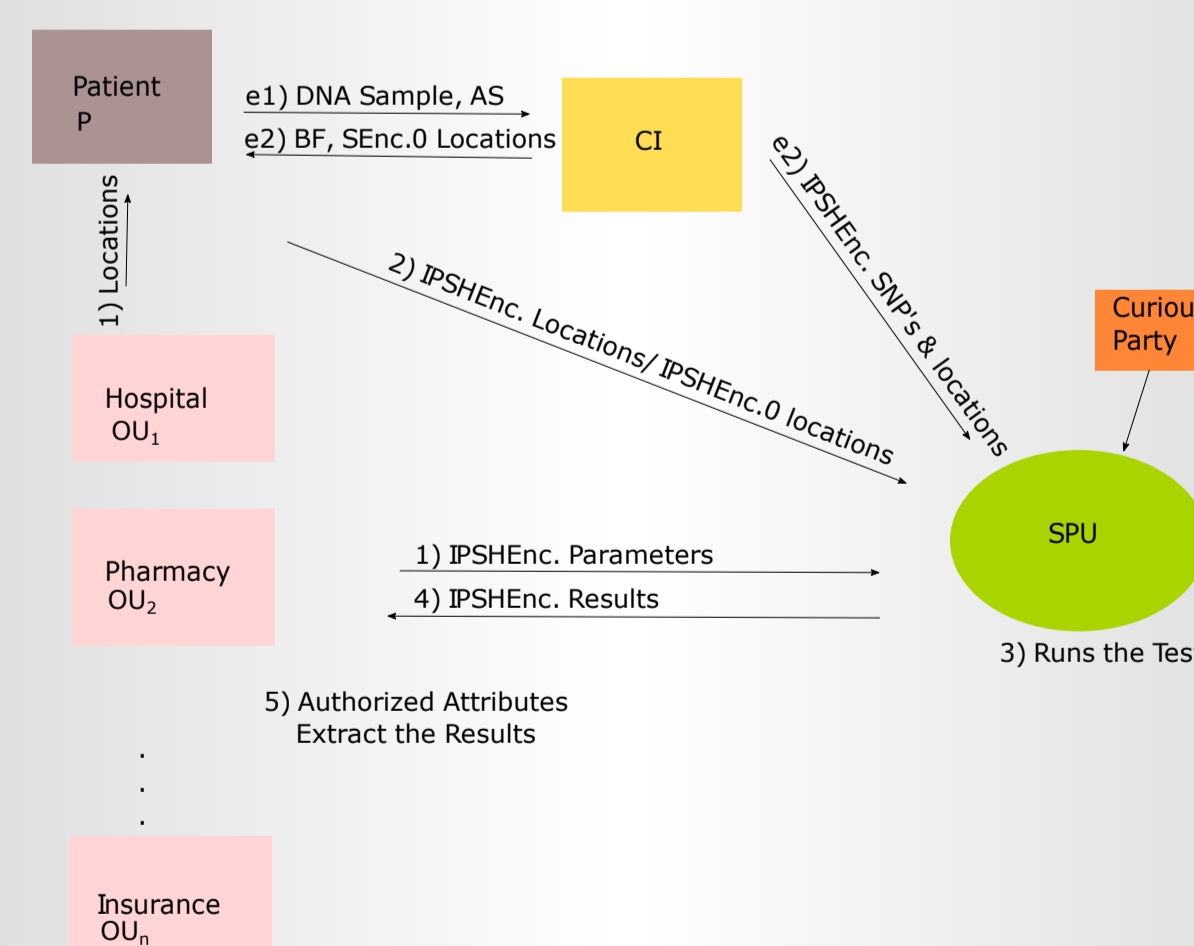 Patient
P
e1) DNA Sample, AS
e2) BF, SEnc.0 Locations
CI
e2) IPSHEnc. SNP's & locations
1) Locations
2) IPSHEnc. Locations/ IPSHEnc.0 locations
Curiou
Party
Hospital
OU₁
SPU
Pharmacy
OU₂
1) IPSHEnc. Parameters
4) IPSHEnc. Results
3) Runs the Tes
5) Authorized Attributes
Extract the Results
.
.
.
Insurance
OUₙ